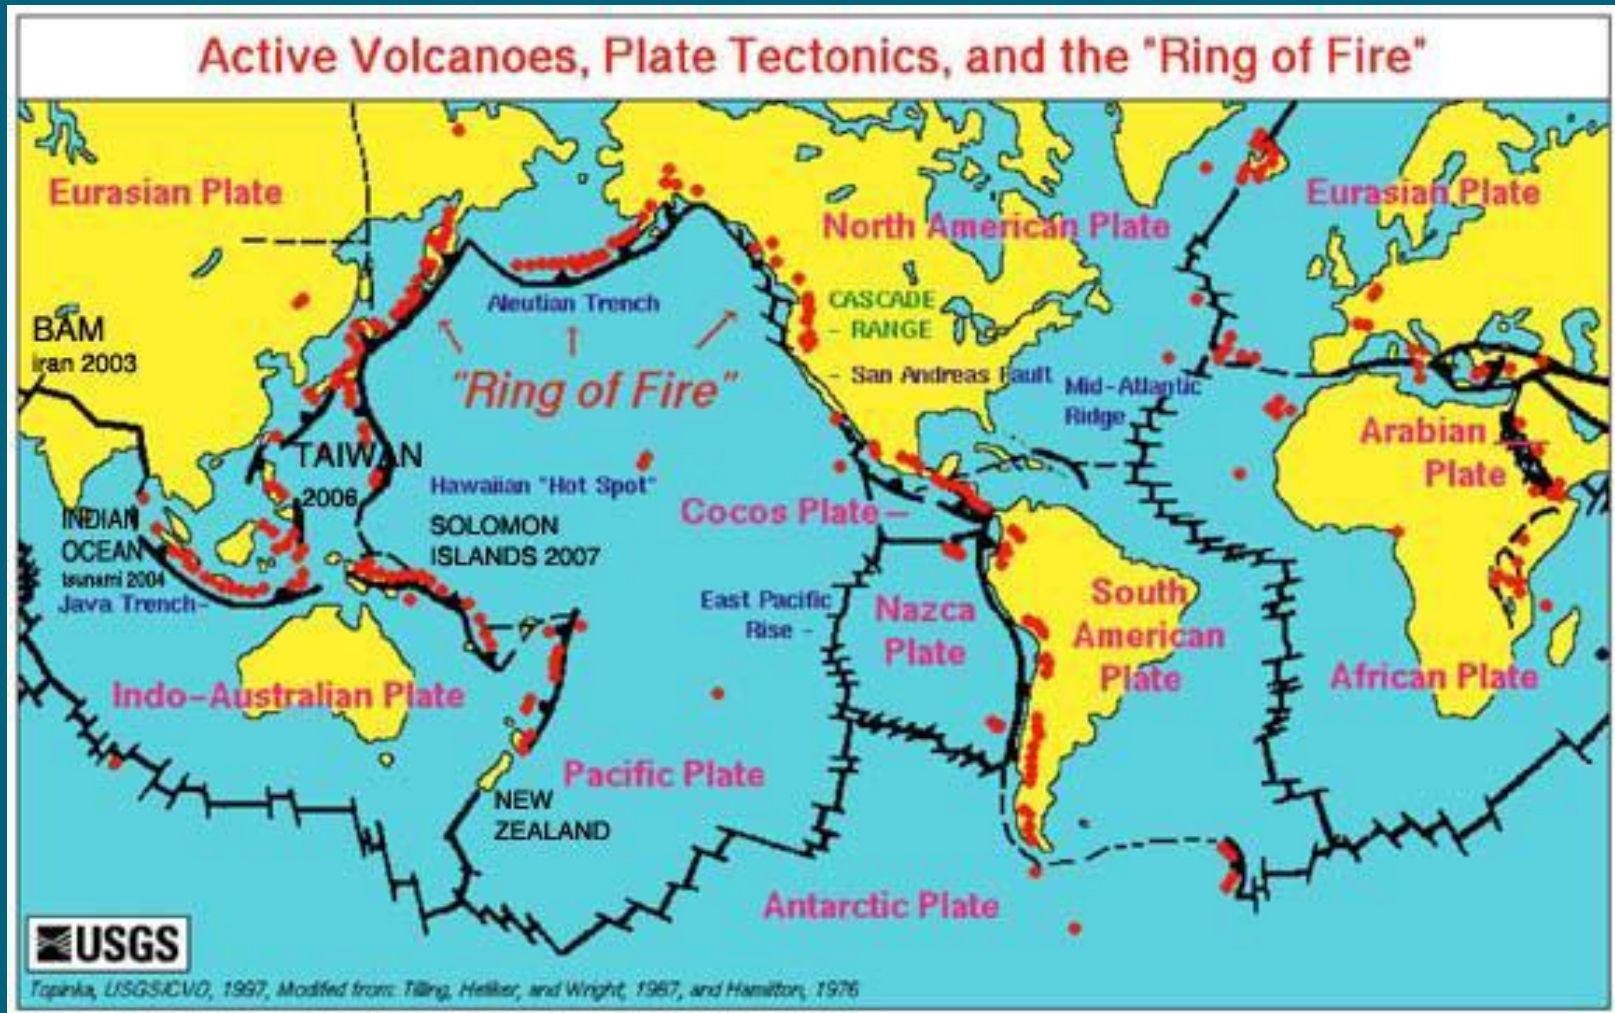 Active Volcanoes, Plate Tectonics, and the "Ring of Fire"
Eurasian Plate
North American Plate
Eurasian Plate
Aleutian Trench
CASCADE
- RANGE
BAM
iran 2003
"Ring of Fire"
- San Andreas Fault
Mid-Atlantic
Ridge
Arabian
Plate
TAIWAN
2006
Hawaiian "Hot Spot"
Cocos Plate
INDIAN
OCEAN
tsunami 2004
Java Trench-
SOLOMON
ISLANDS 2007
East Pacific
Rise -
Nazca
Plate
South
American
Plate
Indo-Australian Plate
African Plate
Pacific Plate
NEW
ZEALAND
Antarctic Plate
USGS
Topinka, USGS/CVO, 1997, Modified from: Tilling, Heliker, and Wright, 1987, and Hamilton, 1976